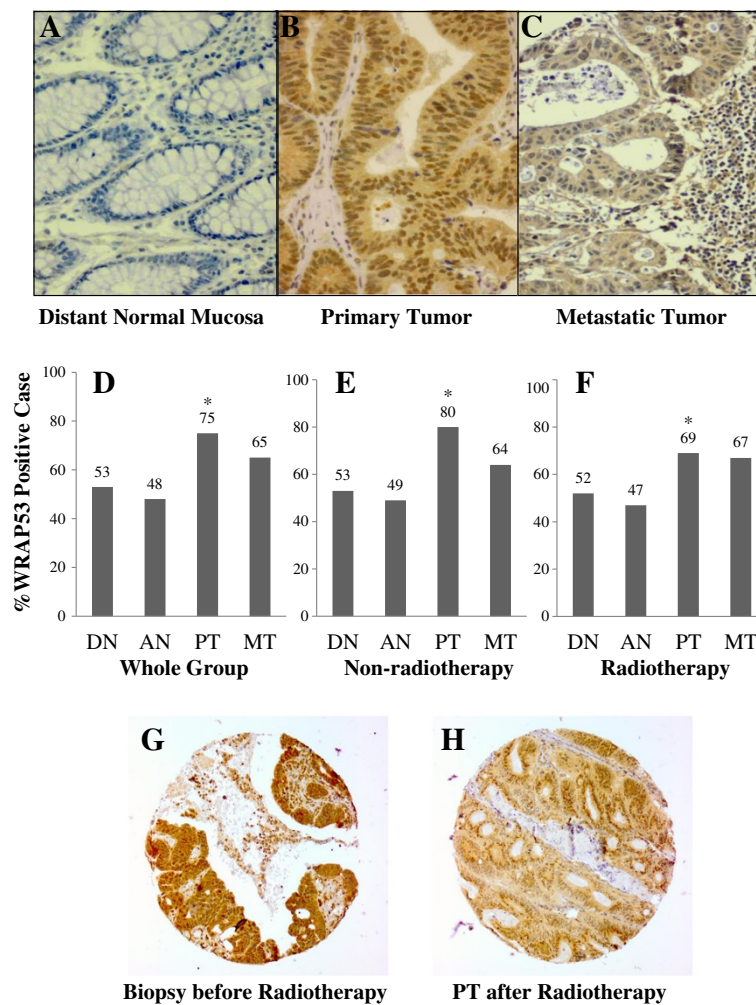 A B C
Distant Normal Mucosa Primary Tumor Metastatic Tumor
% WRAP53 Positive Case
D
100
80
60
40
20
0
53 48 * 75 65
DN AN PT MT
Whole Group
E
100
80
60
40
20
0
53 49 * 80 64
DN AN PT MT
Non-radiotherapy
F
100
80
60
40
20
0
52 47 * 69 67
DN AN PT MT
Radiotherapy
G H
Biopsy before Radiotherapy PT after Radiotherapy